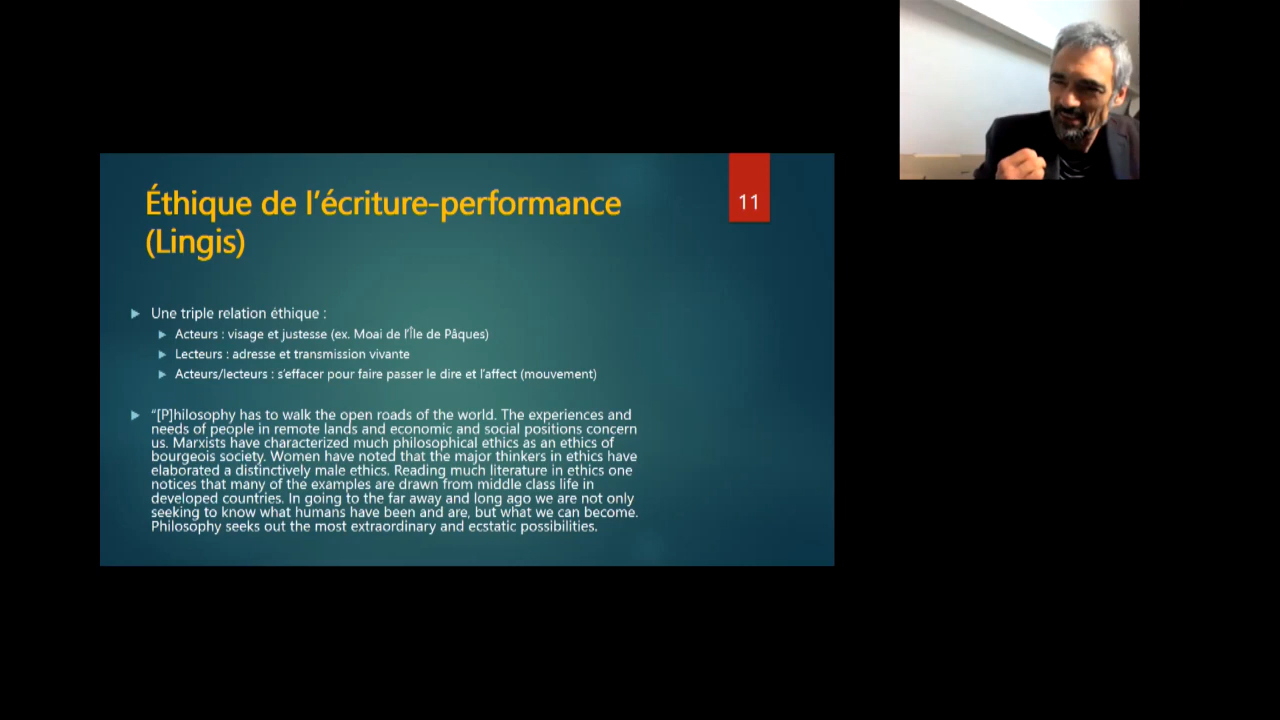 Éthique de l'écriture-performance
(Lingis)
11
Une triple relation éthique :
Acteurs : visage et justesse (ex. Moai de l'Île de Pâques)
Lecteurs : adresse et transmission vivante
Acteurs/lecteurs : s'effacer pour faire passer le dire et l'affect (mouvement)
“[P]hilosophy has to walk the open roads of the world. The experiences and
needs of people in remote lands and economic and social positions concern
us. Marxists have characterized much philosophical ethics as an ethics of
bourgeois society. Women have noted that the major thinkers in ethics have
elaborated a distinctively male ethics. Reading much literature in ethics one
notices that many of the examples are drawn from middle class life in
developed countries. In going to the far away and long ago we are not only
seeking to know what humans have been and are, but what we can become.
Philosophy seeks out the most extraordinary and ecstatic possibilities.